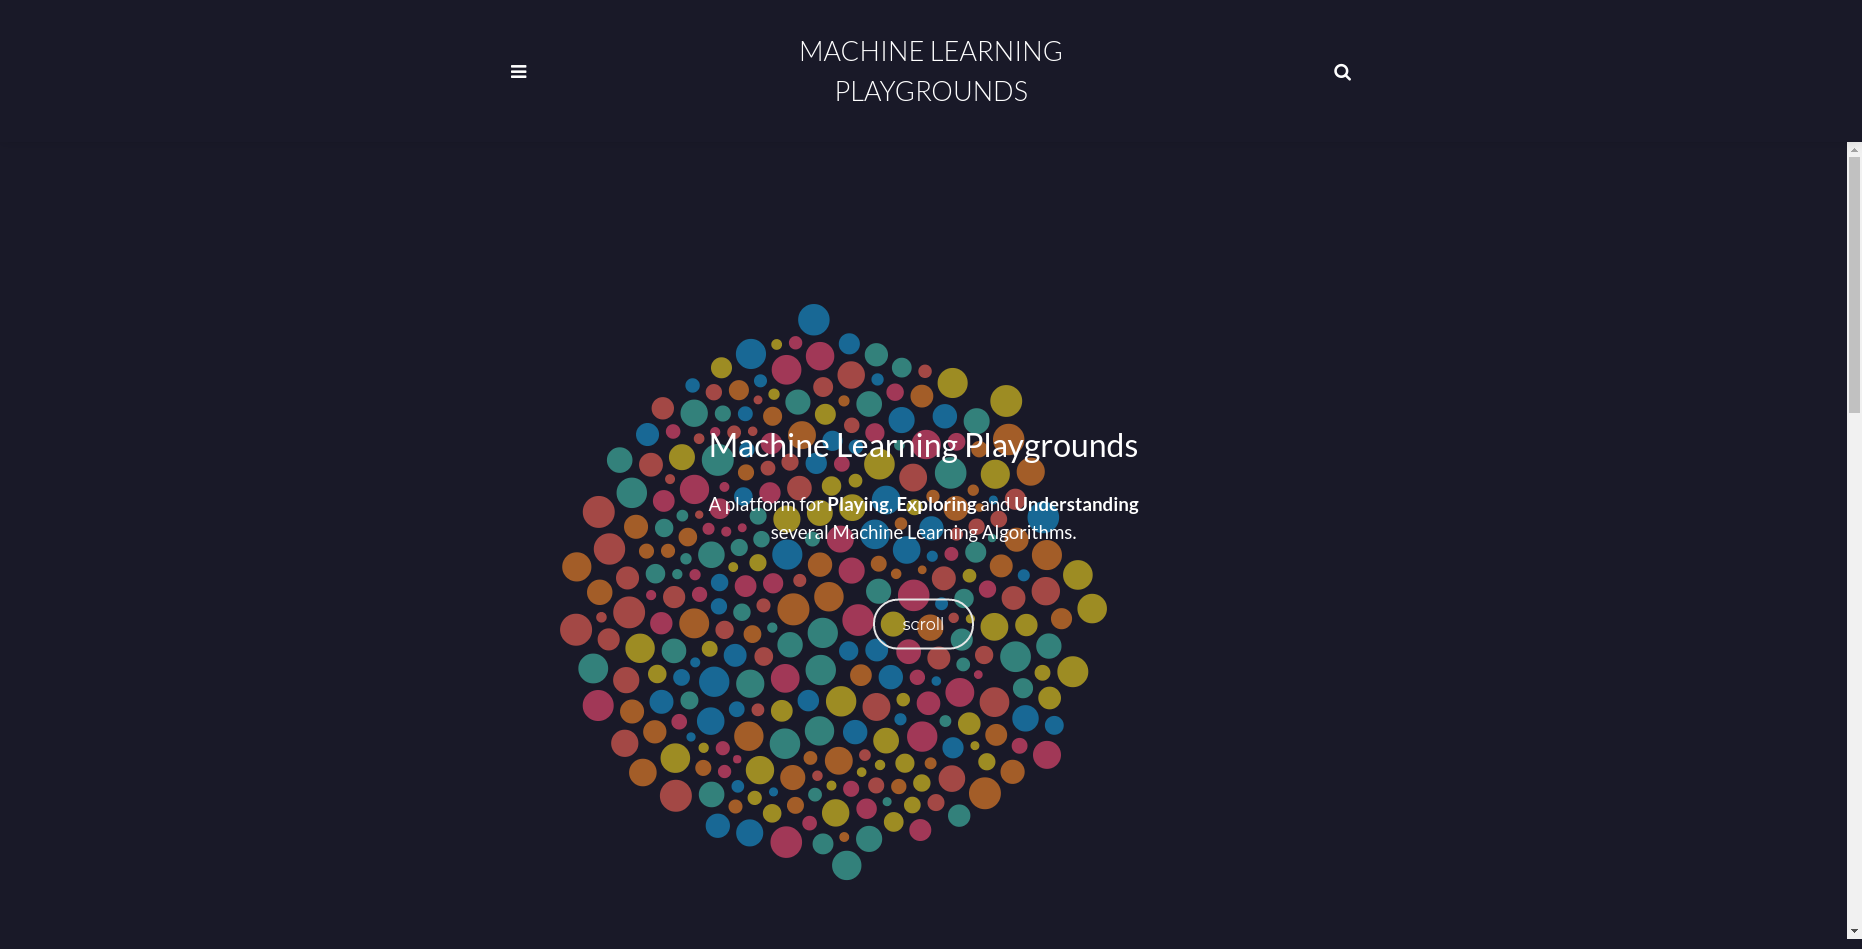 MACHINE LEARNING
PLAYGROUNDS
Machine Learning Playgrounds
A platform for Playing, Exploring and Understanding
several Machine Learning Algorithms.
scroll